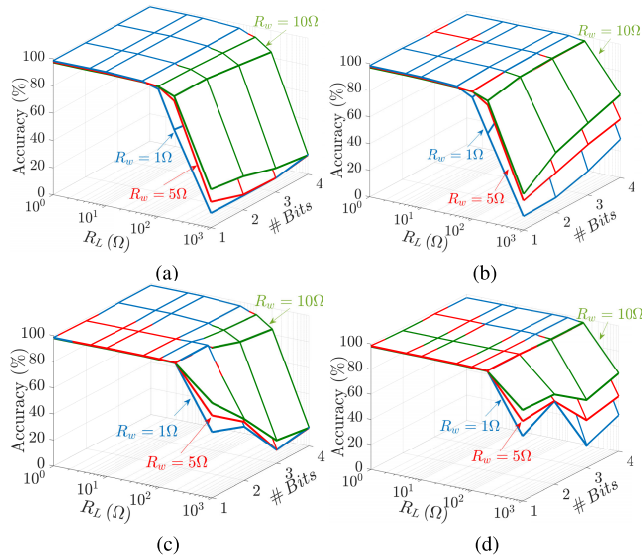 R_w = 10Ω
100
80
60
40
20
0
Accuracy (%)
R_w = 1Ω
R_w = 5Ω
10^0
10^1
10^2
10^3
R_L (Ω)
1
2
3
4
# Bits
(a)
R_w = 10Ω
100
80
60
40
20
0
Accuracy (%)
R_w = 1Ω
R_w = 5Ω
10^0
10^1
10^2
10^3
R_L (Ω)
1
2
3
4
# Bits
(b)
R_w = 10Ω
100
80
60
40
20
0
Accuracy (%)
R_w = 1Ω
R_w = 5Ω
10^1
10^2
10^3
R_L (Ω)
1
2
3
4
# Bits
(c)
R_w = 10Ω
100
80
60
40
20
0
Accuracy (%)
R_w = 1Ω
R_w = 5Ω
10^1
10^2
10^3
R_L (Ω)
1
2
3
4
# Bits
(d)